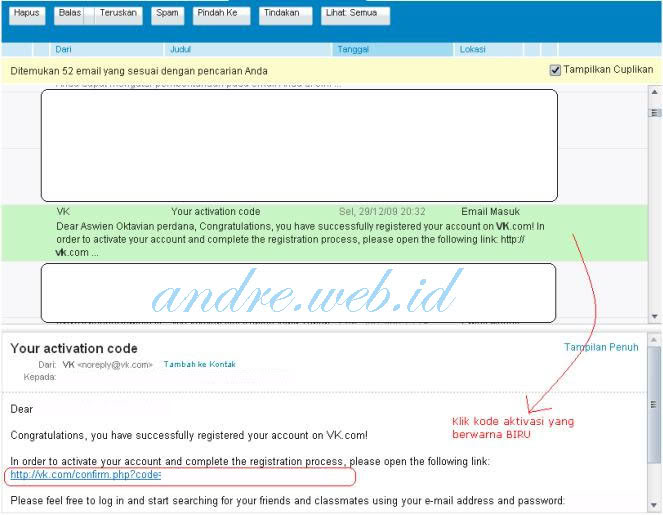 Hapus Balas Teruskan Spam Pindah Ke Tindakan Lihat: Semua
Dari Judul Tanggal Lokasi
Ditemukan 52 email yang sesuai dengan pencarian Anda Tampilkan Cuplikan
VK Your activation code Sel, 29/12/09 20:32 Email Masuk
Dear Aswien Oktavian perdana, Congratulations, you have successfully registered your account on VK.com! In
order to activate your account and complete the registration process, please open the following link: http://
vk.com ...
andre.web.id
Your activation code Tampilan Penuh
Dari: VK <noreply@vk.com> Tambah ke Kontak
Kepada:
Dear
Klik kode aktivasi yang
berwarna BIRU
Congratulations, you have successfully registered your account on VK.com!
In order to activate your account and complete the registration process, please open the following link:
http://vk.com/confirm.php?code=
Please feel free to log in and start searching for your friends and classmates using your e-mail address and password: